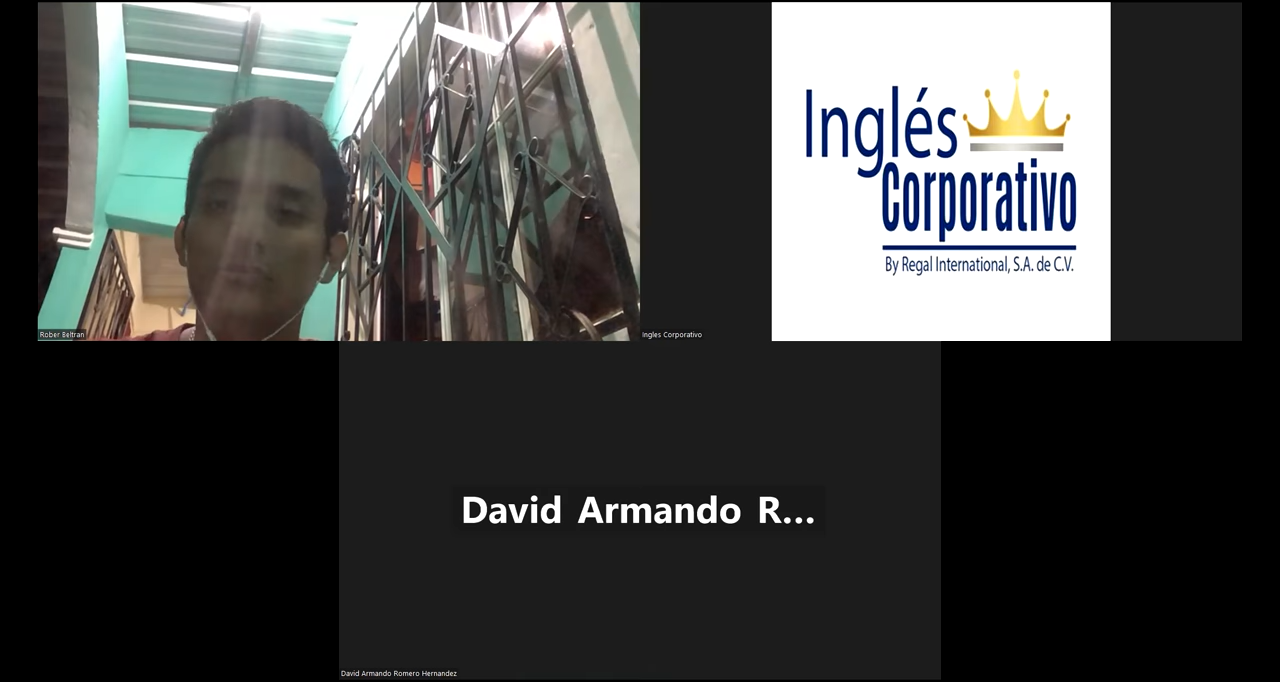 Inglés
Corporativo
By Regal International, S.A. de C.V.
Rober Beltran
Ingles Corporativo
David Armando R...
David Armando Romero Hernandez